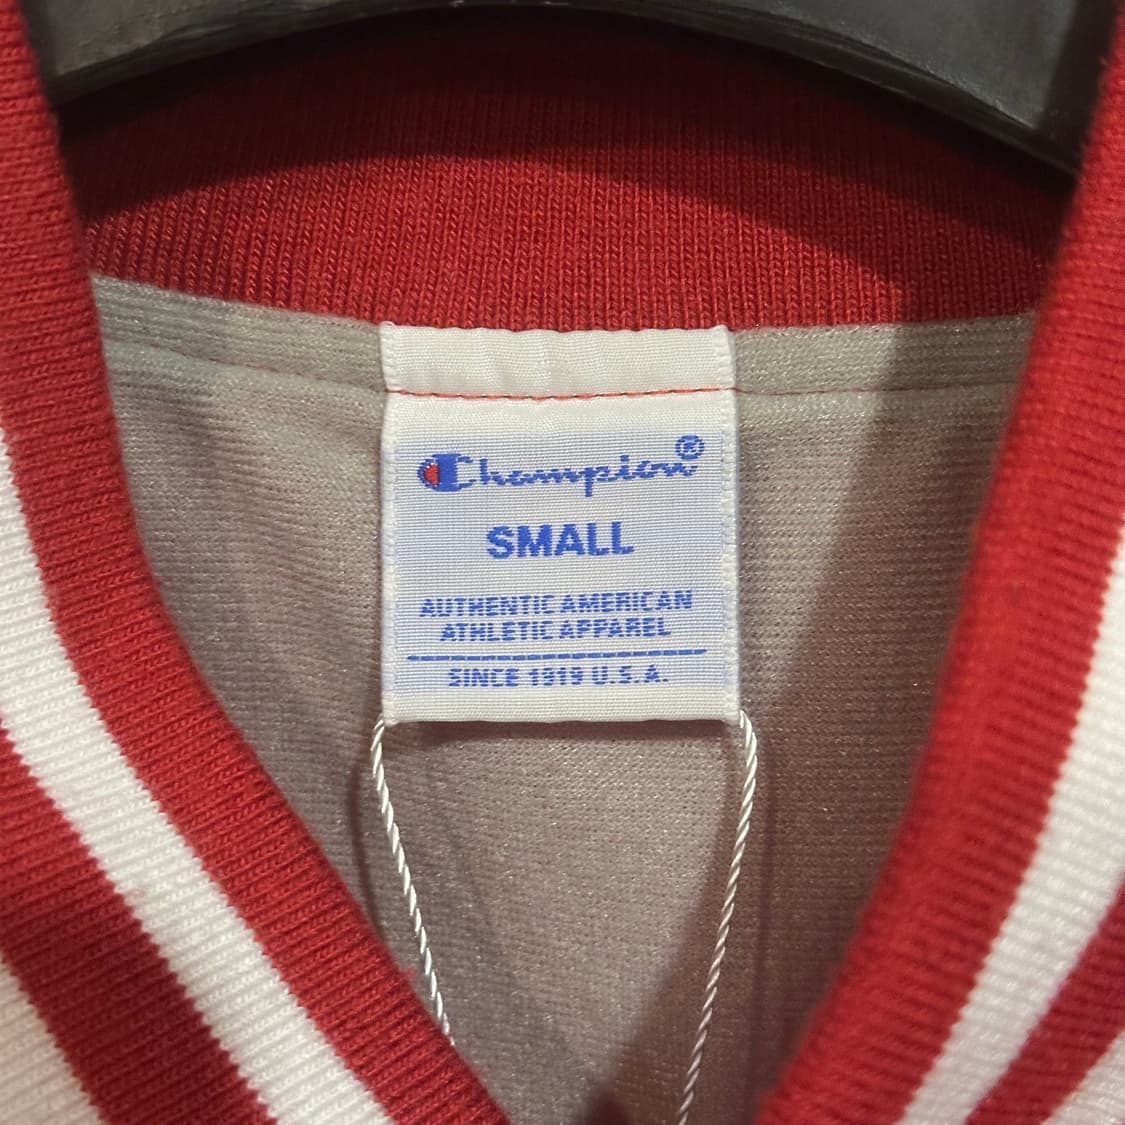 Champion®
SMALL
AUTHENTIC AMERICAN
ATHLETIC APPAREL
SINCE 1919 U.S.A.